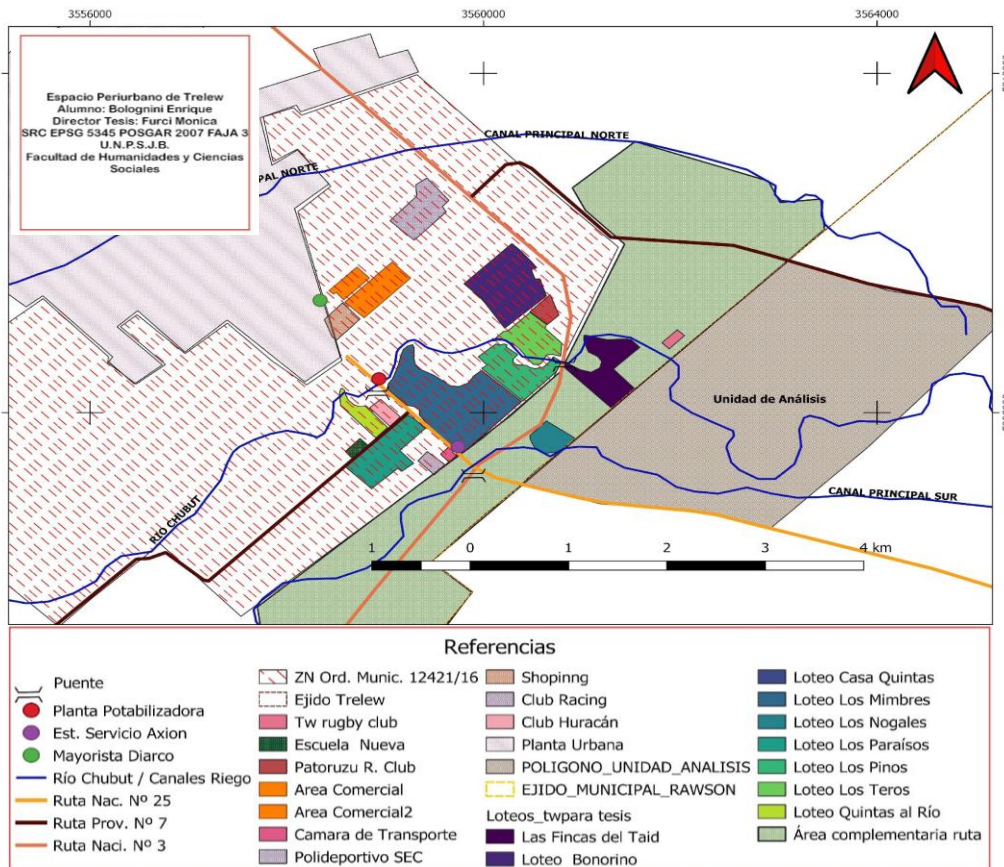 3556000
3560000
3564000
Espacio Periurbano de Trelew
Alumno: Bolognini Enrique
Director Tesis: Furci Monica
SRC EPSG 5345 POSGAR 2007 FAJA 3
U.N.P.S.J.B.
Facultad de Humanidades y Ciencias
Sociales
CANAL PRINCIPAL NORTE
PAL NORTE
Unidad de Análisis
RIO CHUBUT
CANAL PRINCIPAL SUR
1 0 1 2 3 4 km
Referencias
Puente
Planta Potabilizadora
Est. Servicio Axion
Mayorista Diarco
Río Chubut / Canales Riego
Ruta Nac. Nº 25
Ruta Prov. Nº 7
Ruta Naci. Nº 3
ZN Ord. Munic. 12421/16
Ejido Trelew
Tw rugby club
Escuela Nueva
Patoruzu R. Club
Area Comercial
Area Comercial2
Camara de Transporte
Polideportivo SEC
Shopinng
Club Racing
Club Huracán
Planta Urbana
POLIGONO_UNIDAD_ANALISIS
EJIDO_MUNICIPAL_RAWSON
Loteos_twpara tesis
Las Fincas del Taid
Loteo Bonorino
Loteo Casa Quintas
Loteo Los Mimbres
Loteo Los Nogales
Loteo Los Paraísos
Loteo Los Pinos
Loteo Los Teros
Loteo Quintas al Río
Área complementaria ruta